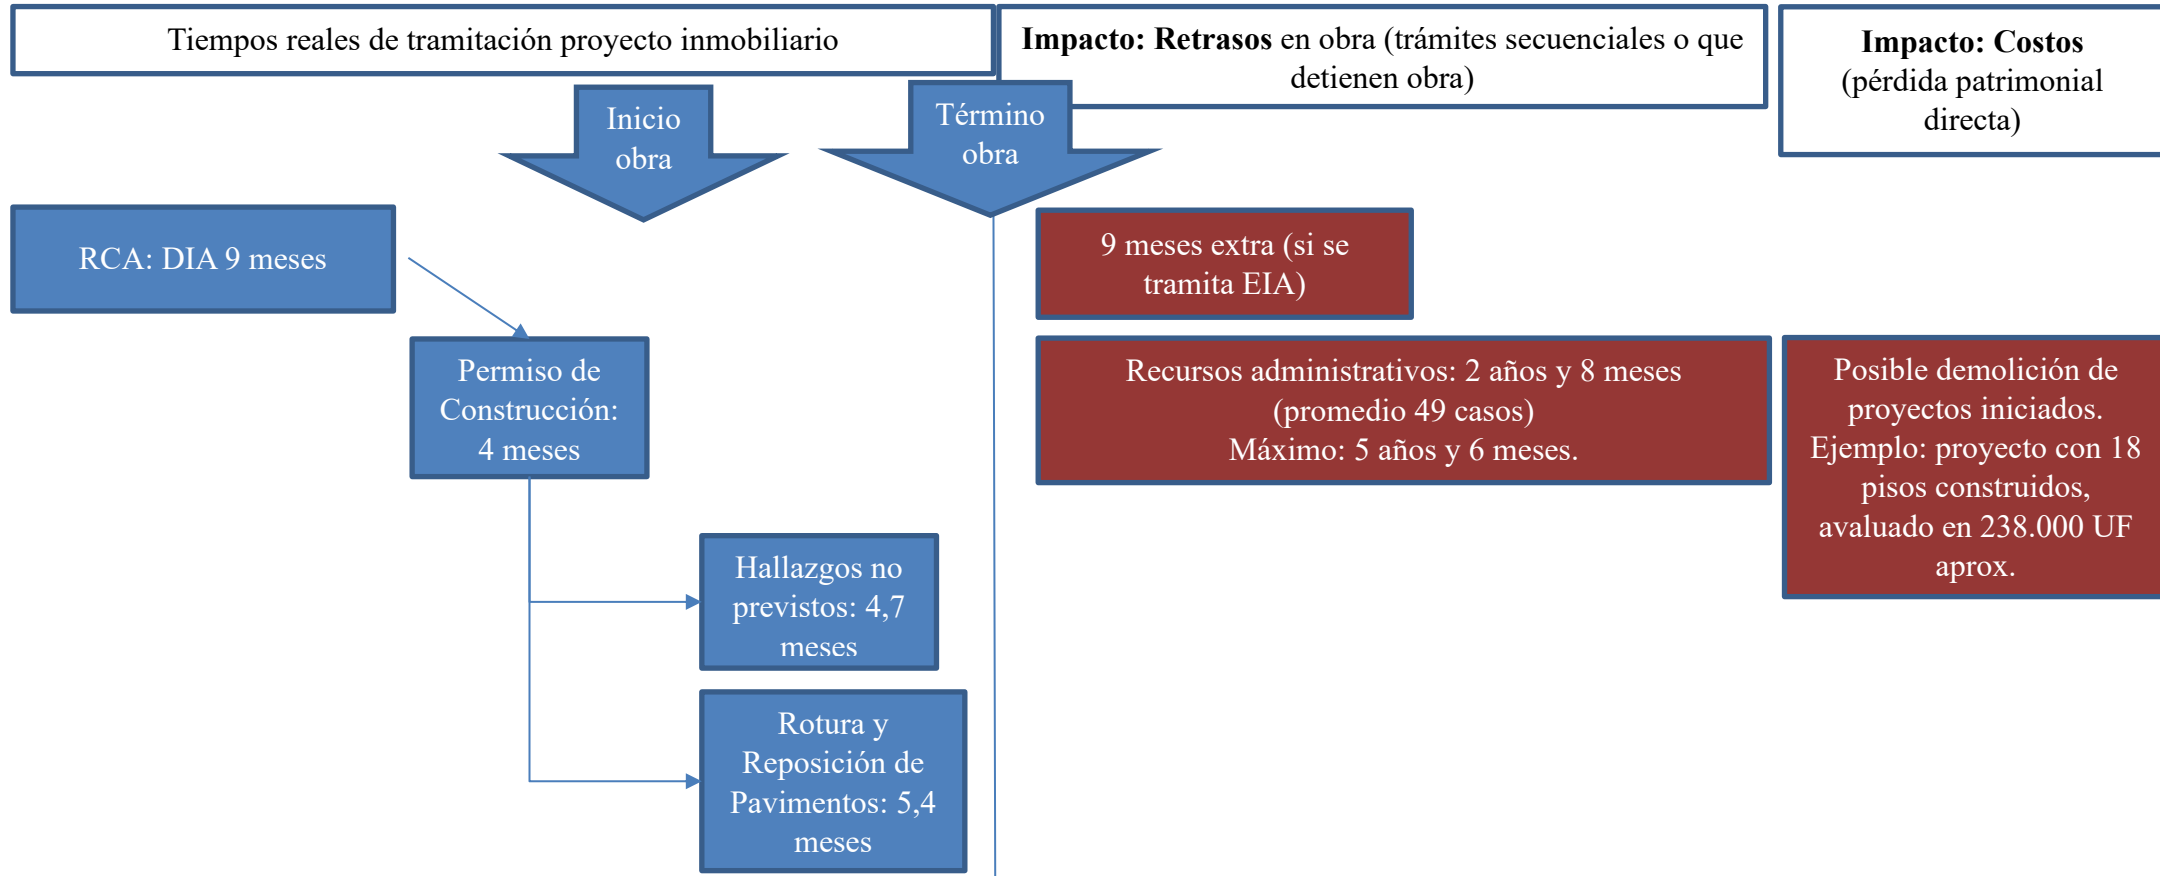 Tiempos reales de tramitación proyecto inmobiliario
Impacto: Retrasos en obra (trámites secuenciales o que
detienen obra)
Impacto: Costos
(pérdida patrimonial
directa)
Inicio
obra
Término
obra
RCA: DIA 9 meses
9 meses extra (si se
tramita EIA)
Permiso de
Construcción:
4 meses
Recursos administrativos: 2 años y 8 meses
(promedio 49 casos)
Máximo: 5 años y 6 meses.
Posible demolición de
proyectos iniciados.
Ejemplo: proyecto con 18
pisos construidos,
avaluado en 238.000 UF
aprox.
Hallazgos no
previstos: 4,7
meses
Rotura y
Reposición de
Pavimentos: 5,4
meses